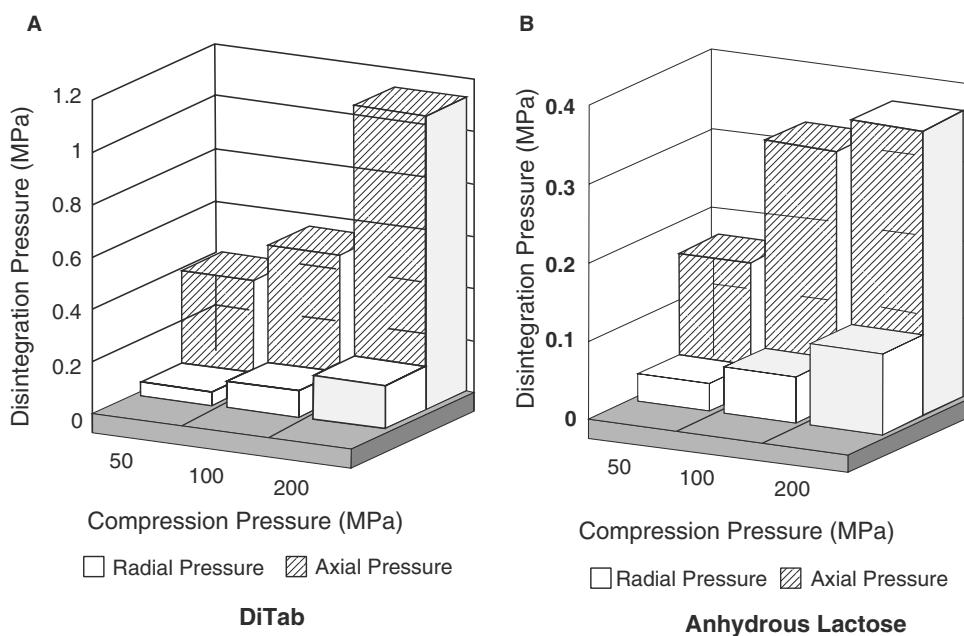 A
Disintegration Pressure (MPa)
1.2
1
0.8
0.6
0.4
0.2
0
50
100
200
Compression Pressure (MPa)
Radial Pressure
Axial Pressure
DiTab
B
Disintegration Pressure (MPa)
0.4
0.3
0.2
0.1
0
50
100
200
Compression Pressure (MPa)
Radial Pressure
Axial Pressure
Anhydrous Lactose